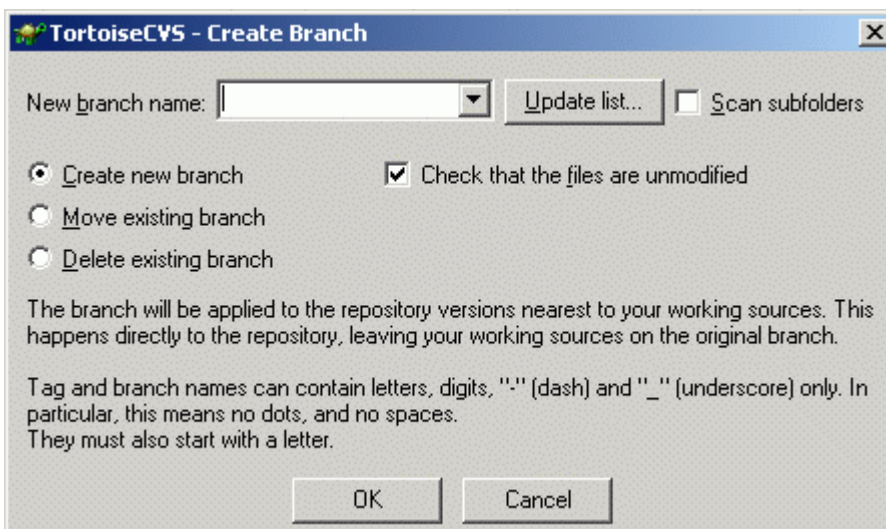 TortoiseCVS - Create Branch
New branch name: Update list... Scan subfolders
Create new branch Check that the files are unmodified
Move existing branch
Delete existing branch
The branch will be applied to the repository versions nearest to your working sources. This
happens directly to the repository, leaving your working sources on the original branch.
Tag and branch names can contain letters, digits, "-" (dash) and "_" (underscore) only. In
particular, this means no dots, and no spaces.
They must also start with a letter.
OK Cancel